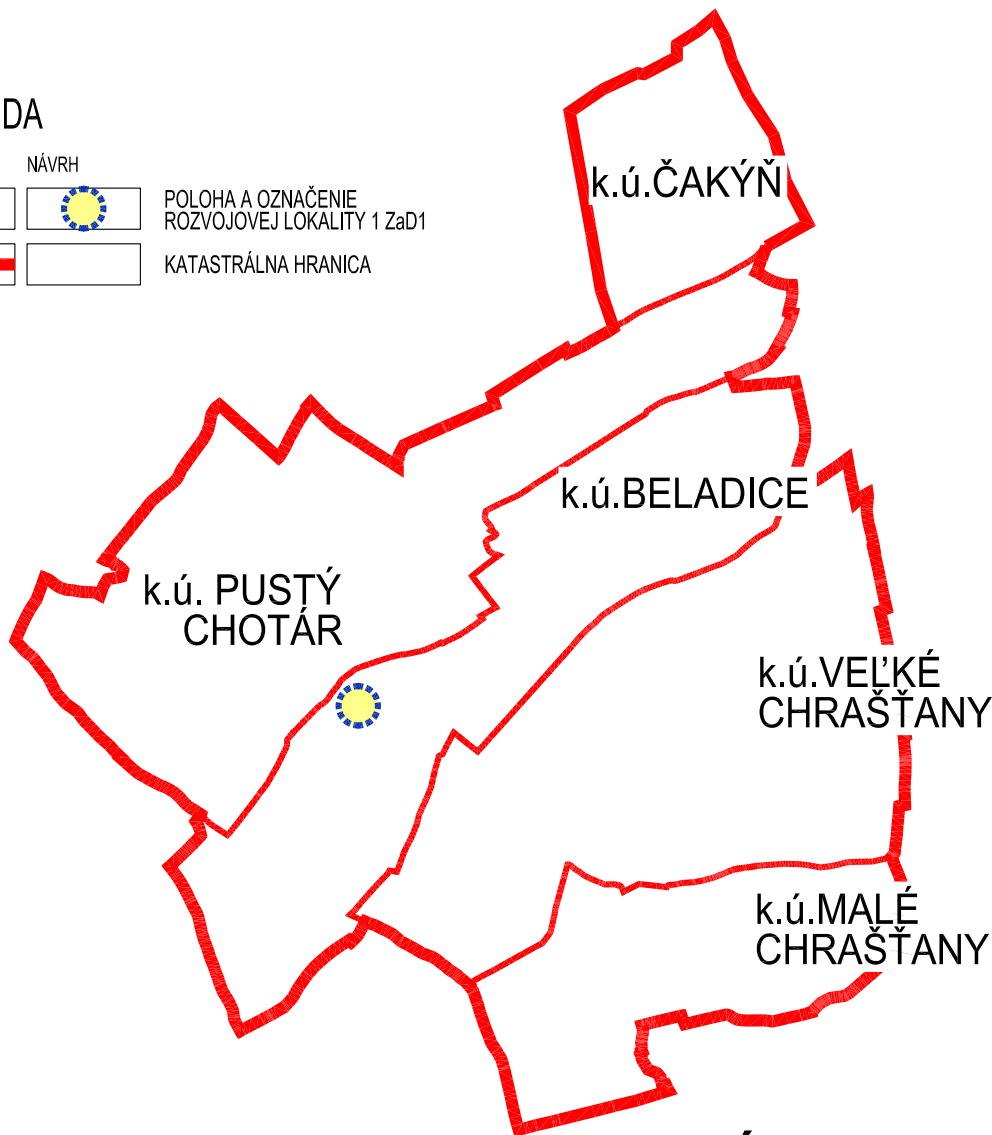 DA
NÁVRH
POLOHA A OZNAČENIE
ROZVOJOVEJ LOKALITY 1 ZaD1
KATASTRÁLNA HRANICA
k.ú.ČAKÝŇ
k.ú.BELADICE
k.ú. PUSTÝ
CHOTÁR
k.ú.VEĽKÉ
CHRAŠŤANY
k.ú.MALÉ
CHRAŠŤANY